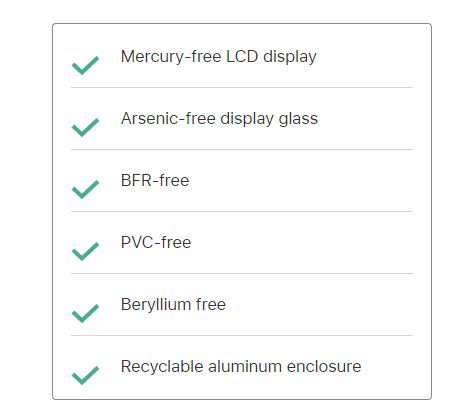 Mercury-free LCD display
Arsenic-free display glass
BFR-free
PVC-free
Beryllium free
Recyclable aluminum enclosure